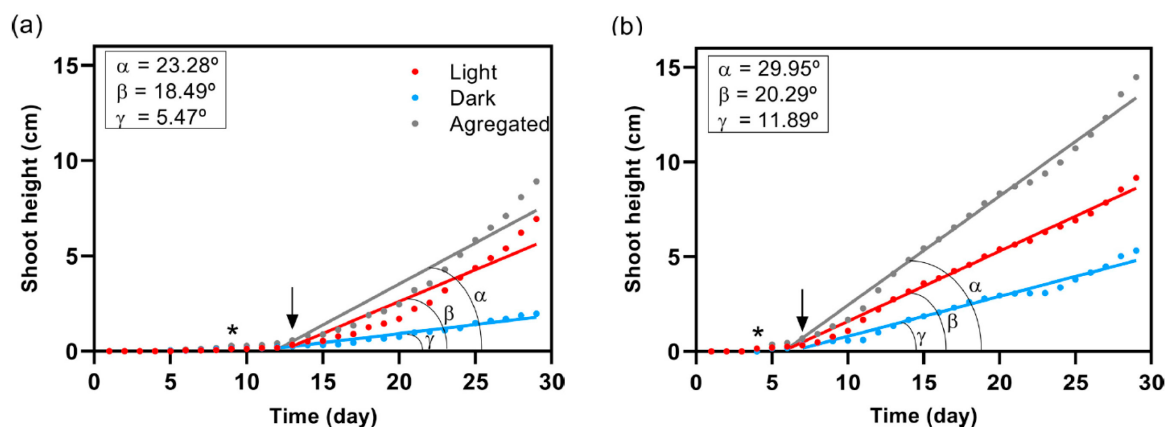 (a)
α = 23.28º
β = 18.49º
γ = 5.47º
Light
Dark
Agregated
15
10
5
0
Shoot height (cm)
*
α
β
γ
0 5 10 15 20 25 30
Time (day)
(b)
α = 29.95º
β = 20.29º
γ = 11.89º
15
10
5
0
Shoot height (cm)
*
α
β
γ
0 5 10 15 20 25 30
Time (day)